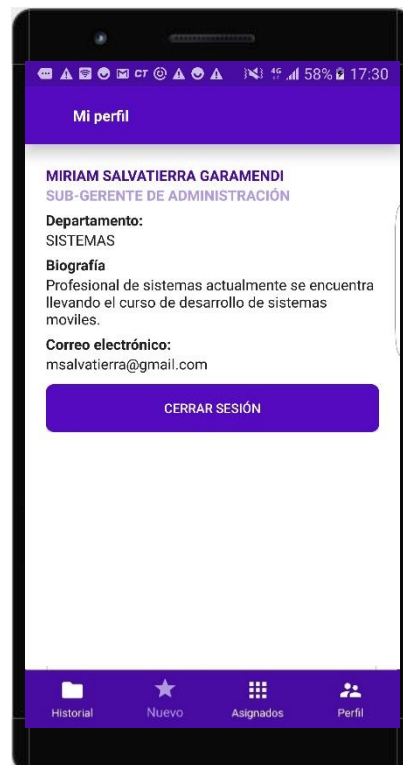 CT 4G 58% 17:30
Mi perfil
MIRIAM SALVATIERRA GARAMENDI
SUB-GERENTE DE ADMINISTRACIÓN
Departamento:
SISTEMAS
Biografía
Profesional de sistemas actualmente se encuentra
llevando el curso de desarrollo de sistemas
moviles.
Correo electrónico:
msalvatierra@gmail.com
CERRAR SESIÓN
Historial Nuevo Asignados Perfil